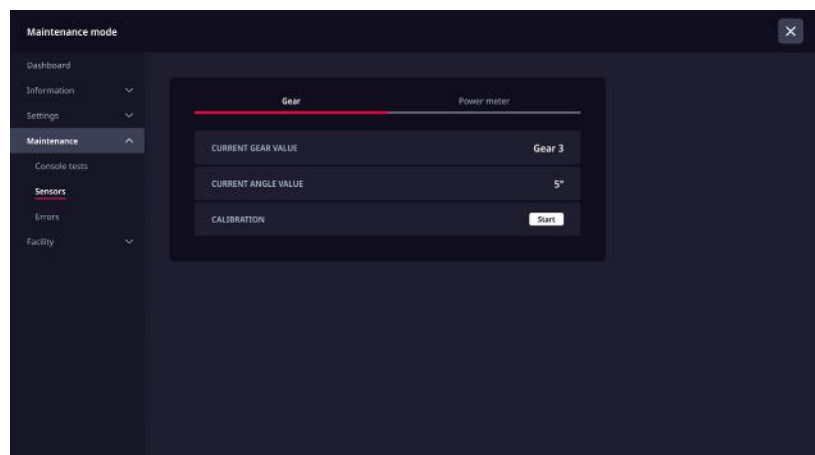 Maintenance mode
Dashboard
Information
Settings
Maintenance
Console tests
Sensors
Errors
Facility
Gear
Power meter
CURRENT GEAR VALUE
Gear 3
CURRENT ANGLE VALUE
5°
CALIBRATION
Start